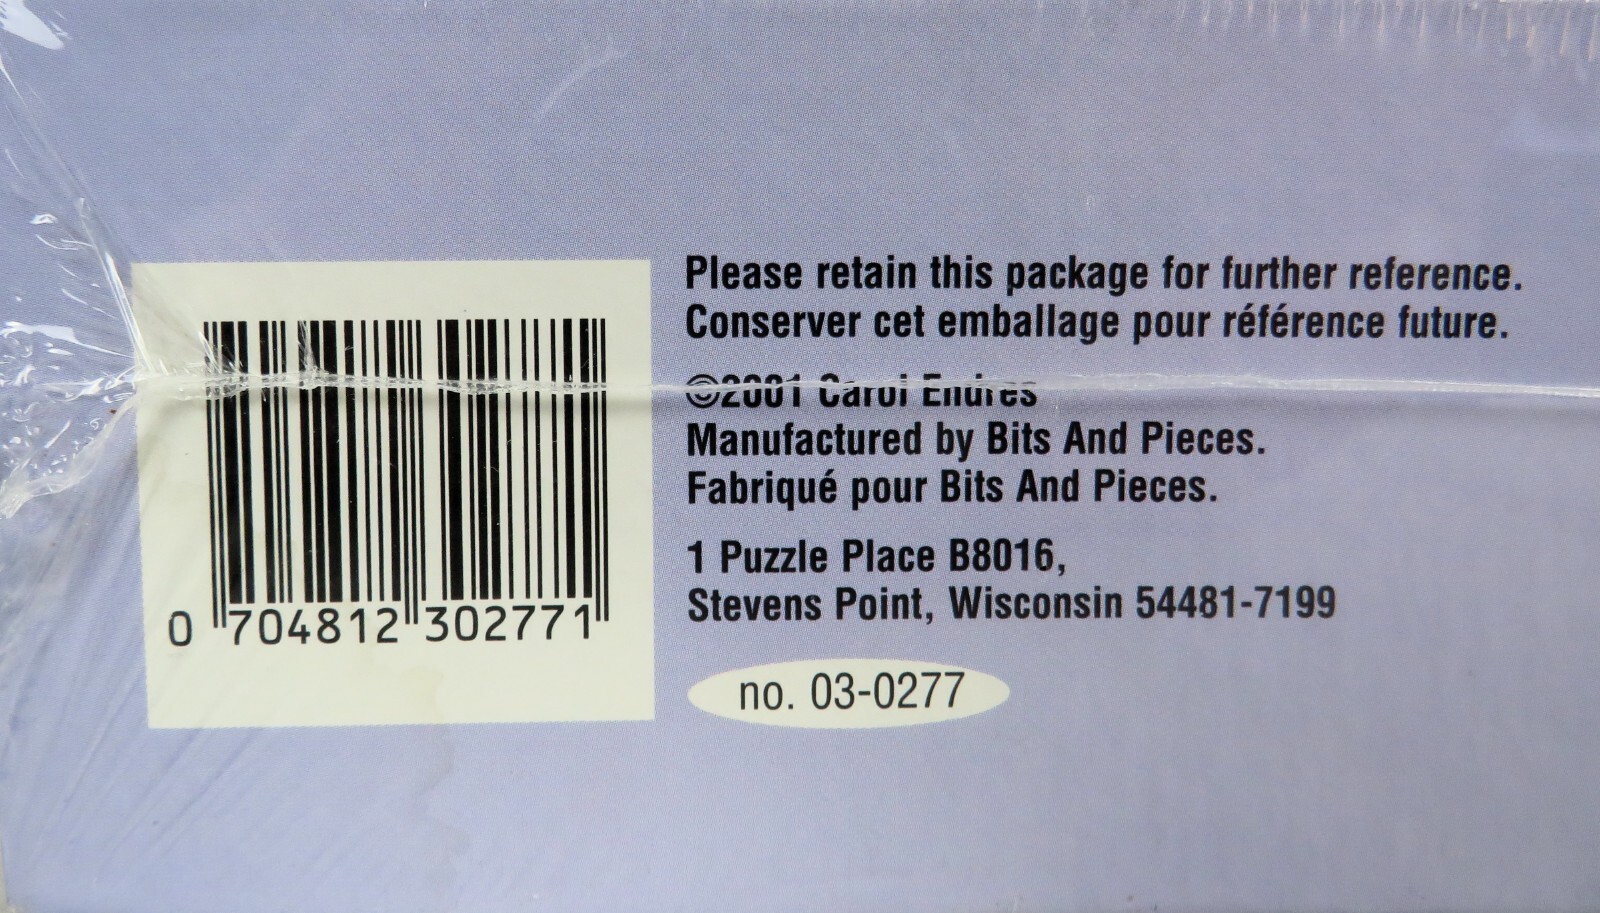 Please retain this package for further reference.
Conserver cet emballage pour référence future.
©2001 Carol Endres
Manufactured by Bits And Pieces.
Fabriqué pour Bits And Pieces.
1 Puzzle Place B8016,
Stevens Point, Wisconsin 54481-7199
no. 03-0277
0 704812 302771